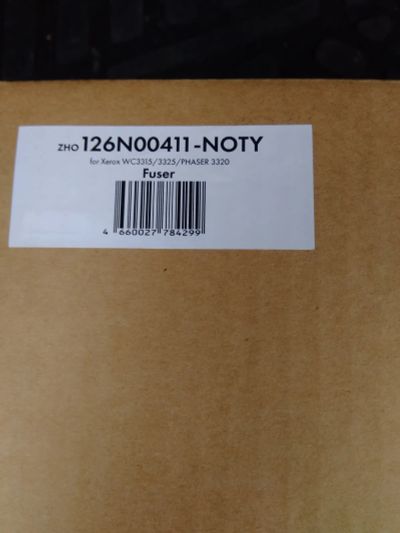 ZHO 126N00411-NOTY
for Xerox WC3315/3325/PHASER 3320
Fuser
4 660027 784299